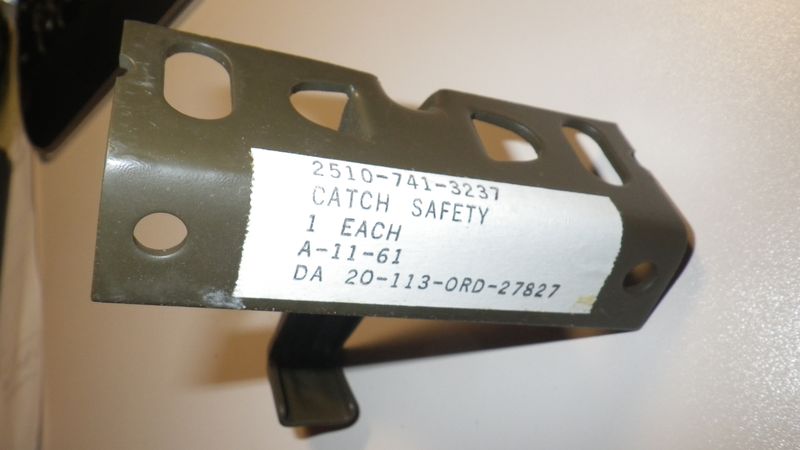 2510-741-3237
CATCH SAFETY
1 EACH
A-11-61
DA 20-113-ORD-27827